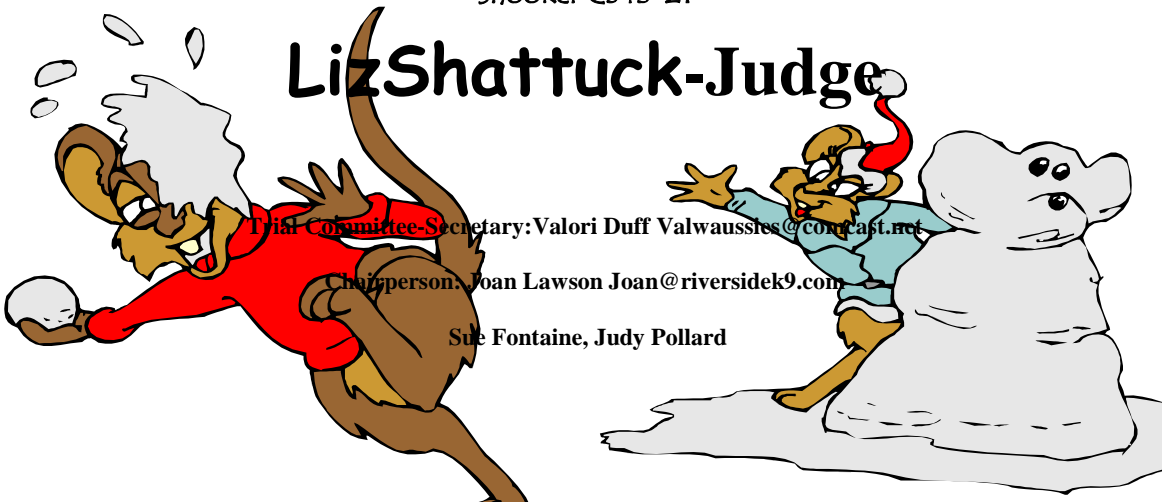 LizShattuck-Judge
Trial Committee-Secretary:Valori Duff Valwaussies@comcast.net
Chairperson: Joan Lawson Joan@riversidek9.com
Sue Fontaine, Judy Pollard